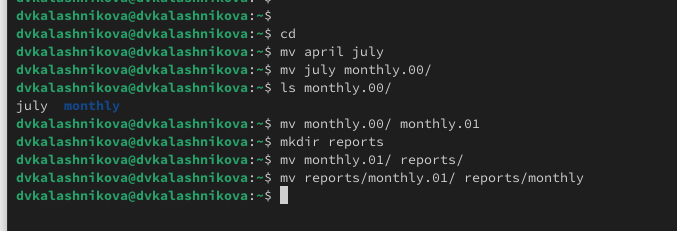 dvkalashnikova@dvkalashnikova:~$
dvkalashnikova@dvkalashnikova:~$ cd
dvkalashnikova@dvkalashnikova:~$ mv april july
dvkalashnikova@dvkalashnikova:~$ mv july monthly.00/
dvkalashnikova@dvkalashnikova:~$ ls monthly.00/
july  monthly
dvkalashnikova@dvkalashnikova:~$ mv monthly.00/ monthly.01
dvkalashnikova@dvkalashnikova:~$ mkdir reports
dvkalashnikova@dvkalashnikova:~$ mv monthly.01/ reports/
dvkalashnikova@dvkalashnikova:~$ mv reports/monthly.01/ reports/monthly
dvkalashnikova@dvkalashnikova:~$